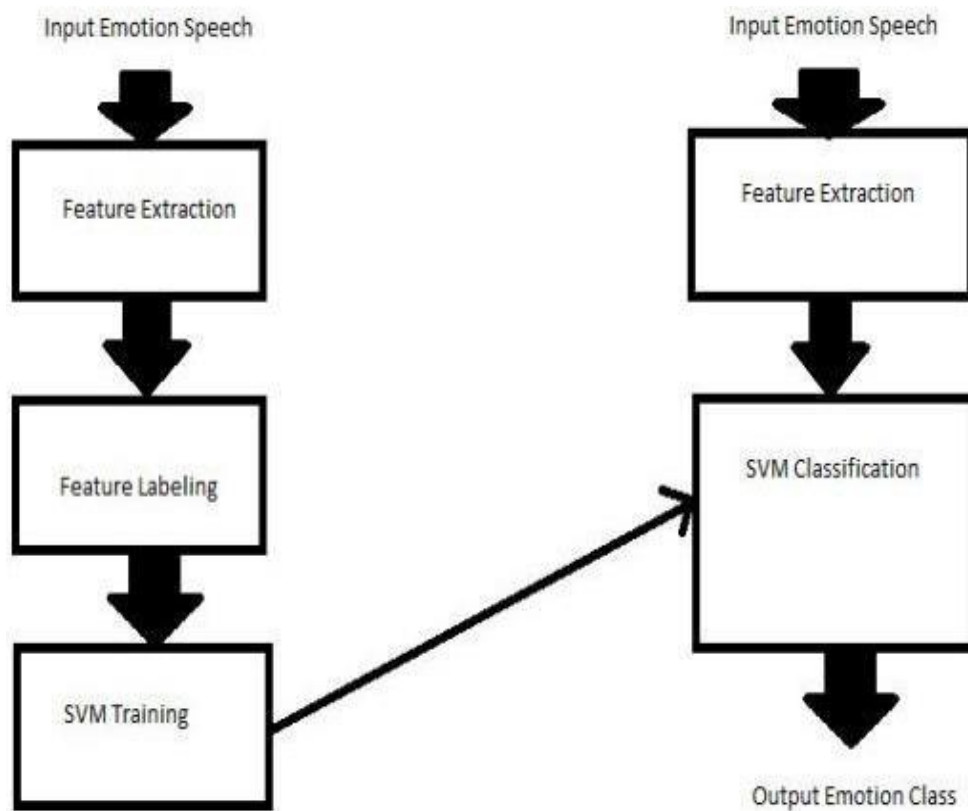 Input Emotion Speech
Feature Extraction
Feature Labeling
SVM Training
Input Emotion Speech
Feature Extraction
SVM Classification
Output Emotion Class